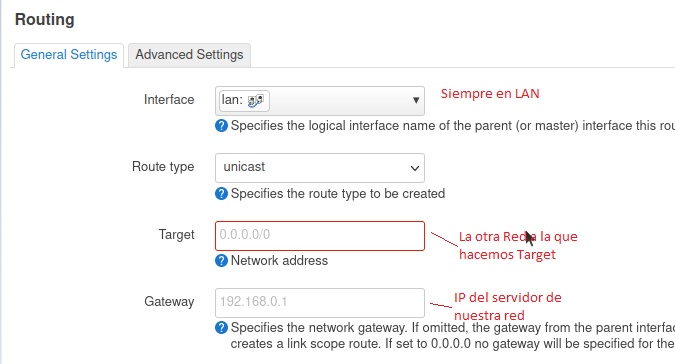 Routing
General Settings
Advanced Settings
Interface
lan:
Siempre en LAN
Specifies the logical interface name of the parent (or master) interface this rou
Route type
unicast
Specifies the route type to be created
Target
0.0.0.0/0
La otra Red a la que
hacemos Target
Network address
Gateway
192.168.0.1
IP del servidor de
nuestra red
Specifies the network gateway. If omitted, the gateway from the parent interfac
creates a link scope route. If set to 0.0.0.0 no gateway will be specified for the